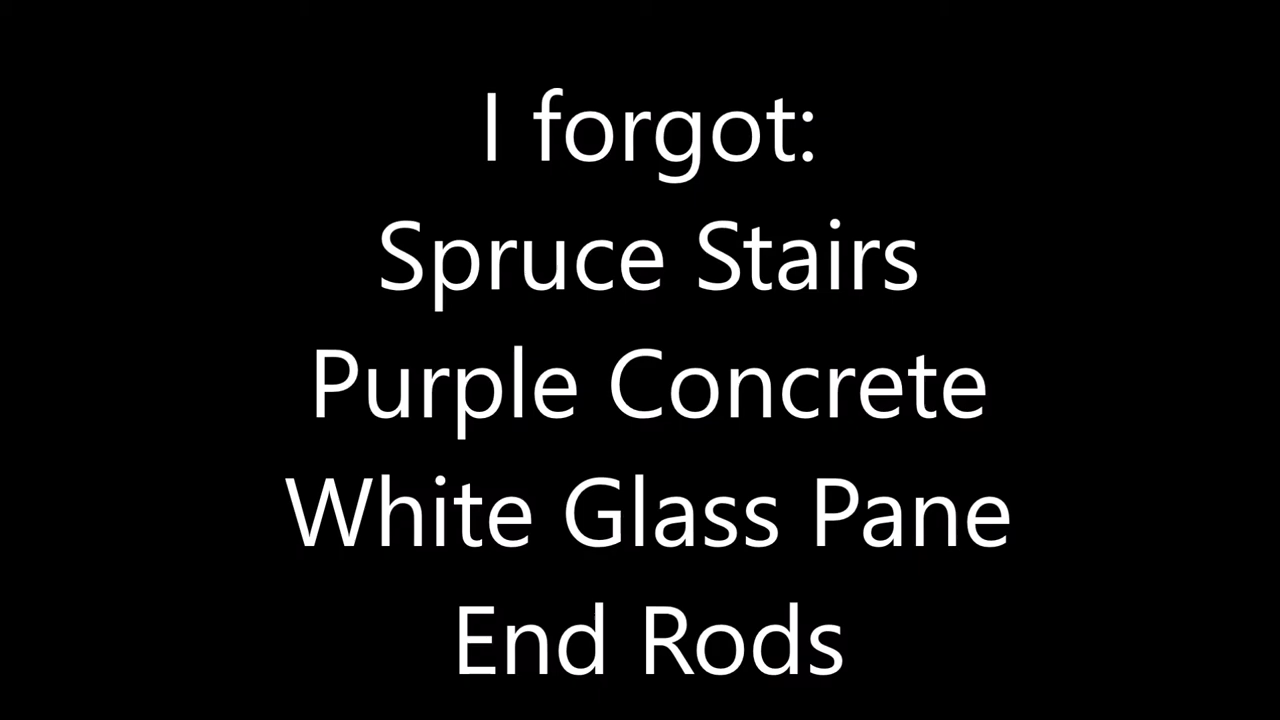 I forgot:
Spruce Stairs
Purple Concrete
White Glass Pane
End Rods